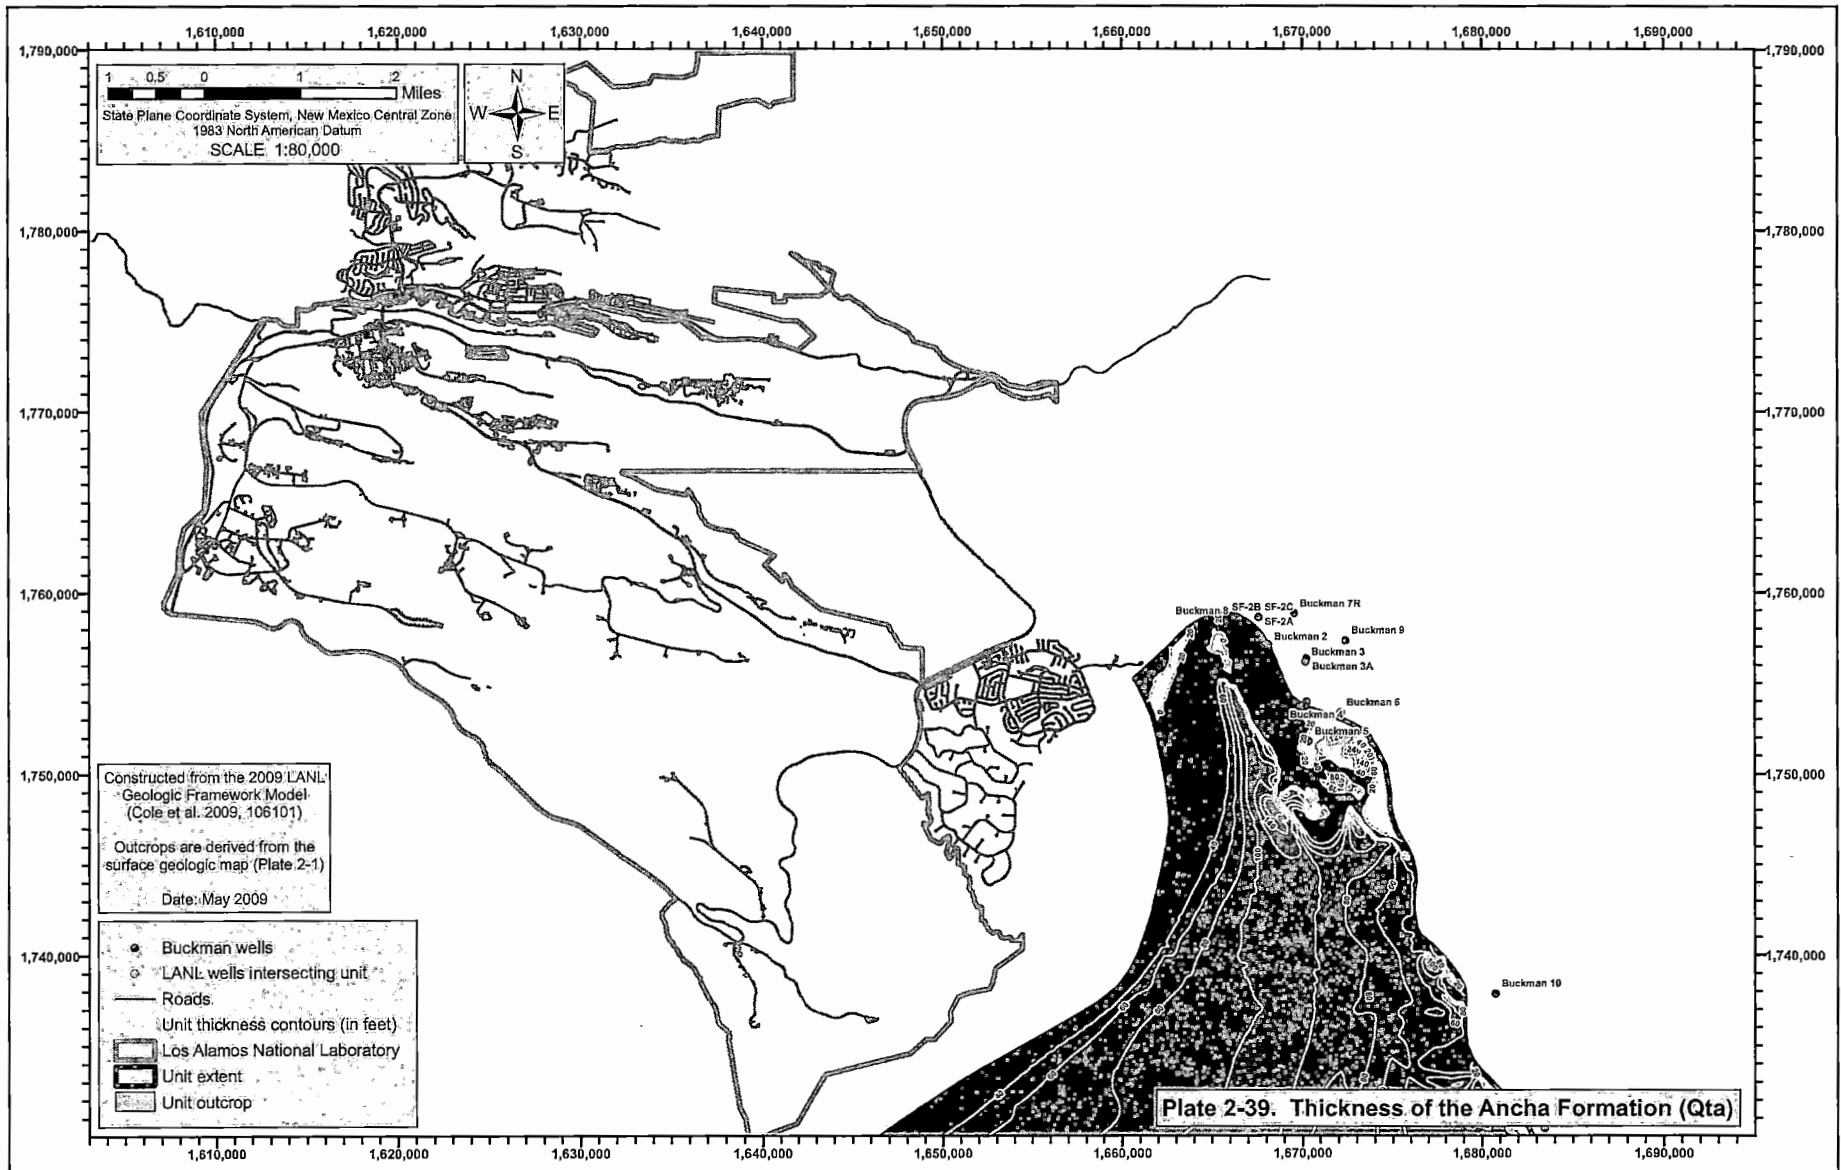 1,610,000 1,620,000 1,630,000 1,640,000 1,650,000 1,660,000 1,670,000 1,680,000 1,690,000
1,790,000 1,790,000
1 0.5 0 1 2
Miles
State Plane Coordinate System, New Mexico Central Zone
1983 North American Datum
SCALE 1:80,000
N
W E
S
1,780,000 1,780,000
1,770,000 1,770,000
1,760,000 1,760,000
Buckman 8 SF-2B SF-2C Buckman 7R
SF-2A
Buckman 2 Buckman 9
Buckman 3
Buckman 3A
Buckman 6
Buckman 4
Buckman 5
1,750,000 1,750,000
Constructed from the 2009 LANL
Geologic Framework Model
(Cole et al. 2009, 106101)
Outcrops are derived from the
surface geologic map (Plate 2-1)
Date: May 2009
Buckman wells
LANL wells intersecting unit
Roads
Unit thickness contours (in feet)
Los Alamos National Laboratory
Unit extent
Unit outcrop
1,740,000 1,740,000
Buckman 10
Plate 2-39. Thickness of the Ancha Formation (Qta)
1,610,000 1,620,000 1,630,000 1,640,000 1,650,000 1,660,000 1,670,000 1,680,000 1,690,000